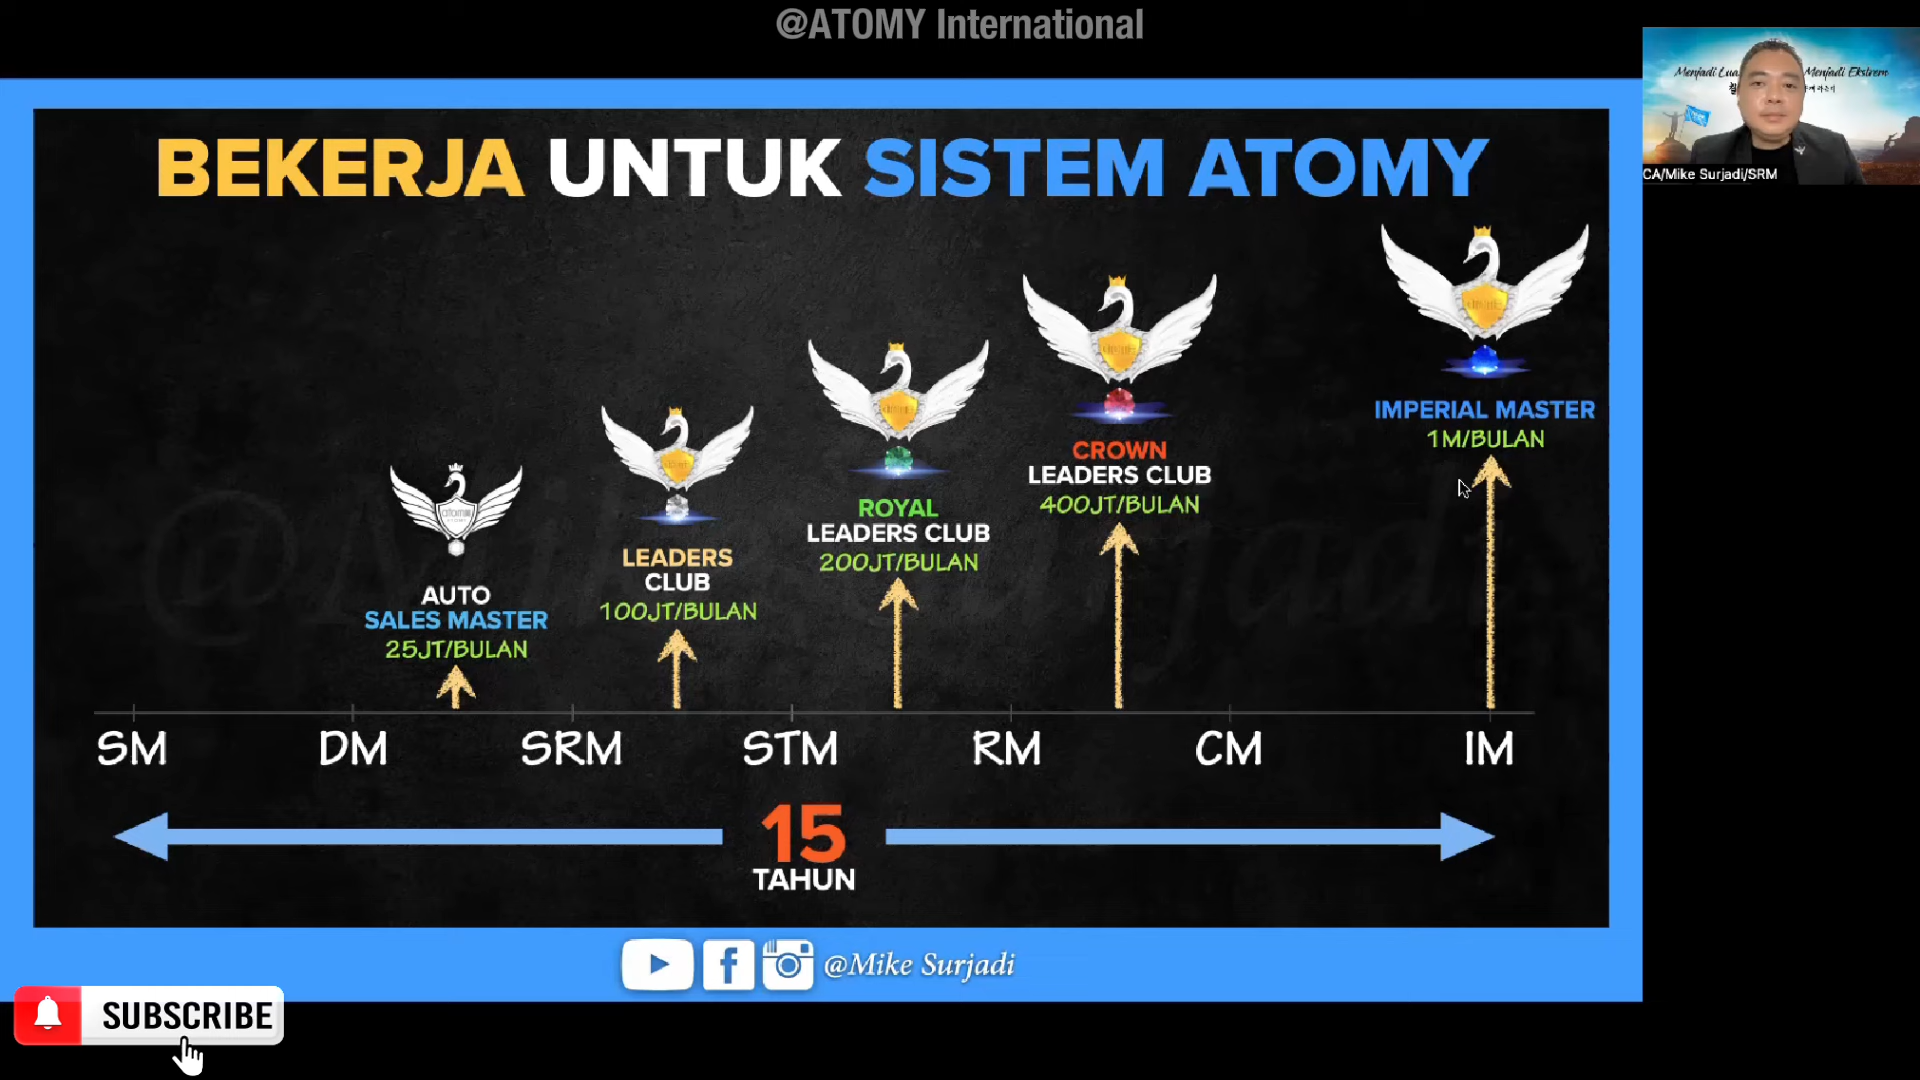 @ATOMY International
Menjadi Ekstrem
CA/Mike Surjadi/SRM
BEKERJA UNTUK SISTEM ATOMY
IMPERIAL MASTER
1M/BULAN
CROWN
LEADERS CLUB
400JT/BULAN
ROYAL
LEADERS CLUB
200JT/BULAN
LEADERS
CLUB
100JT/BULAN
AUTO
SALES MASTER
25JT/BULAN
SM DM SRM STM RM CM IM
15
TAHUN
@Mike Surjadi
SUBSCRIBE